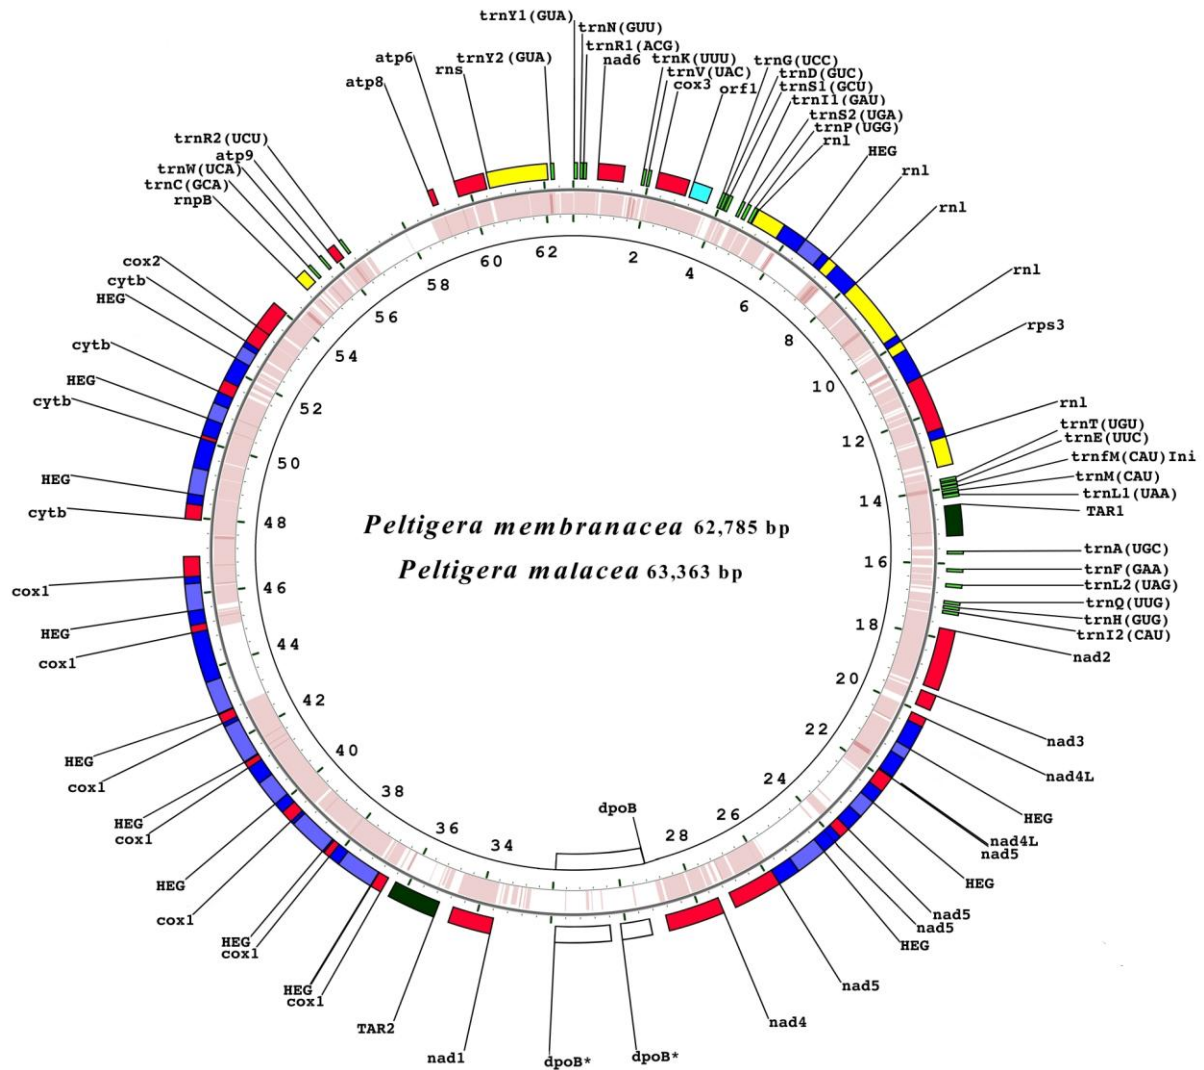 trnY1(GUA)
trnN(GUU)
trnR1(ACG)
nad6
trnK(UUU)
trnV(UAC)
cox3
orf1
trnG(UCC)
trnD(GUC)
trnS1(GCU)
trnI1(GAU)
trnS2(UGA)
trnP(UGG)
rnl
HEG
rnl
rnl
rnl
rps3
rnl
trnT(UGU)
trnE(UUC)
trnfM(CAU)Ini
trnM(CAU)
trnL1(UAA)
TAR1
trnA(UGC)
trnF(GAA)
trnL2(UAG)
trnQ(UUG)
trnH(GUG)
trnI2(CAU)
nad2
nad3
nad4L
HEG
nad4L
nad5
HEG
nad5
nad5
HEG
nad5
nad4
dpoB*
dpoB*
dpoB
nad1
TAR2
cox1
HEG
cox1
HEG
cox1
HEG
cox1
HEG
cox1
HEG
cox1
HEG
cox1
cytb
HEG
cytb
HEG
cytb
HEG
cytb
cox2
rnpB
trnC(GCA)
trnW(UCA)
atp9
trnR2(UCU)
atp8
atp6
rns
trnY2(GUA)
2
4
6
8
10
12
14
16
18
20
22
24
26
28
34
36
38
40
42
44
46
48
50
52
54
56
58
60
62
Peltigera membranacea 62,785 bp
Peltigera malacea 63,363 bp